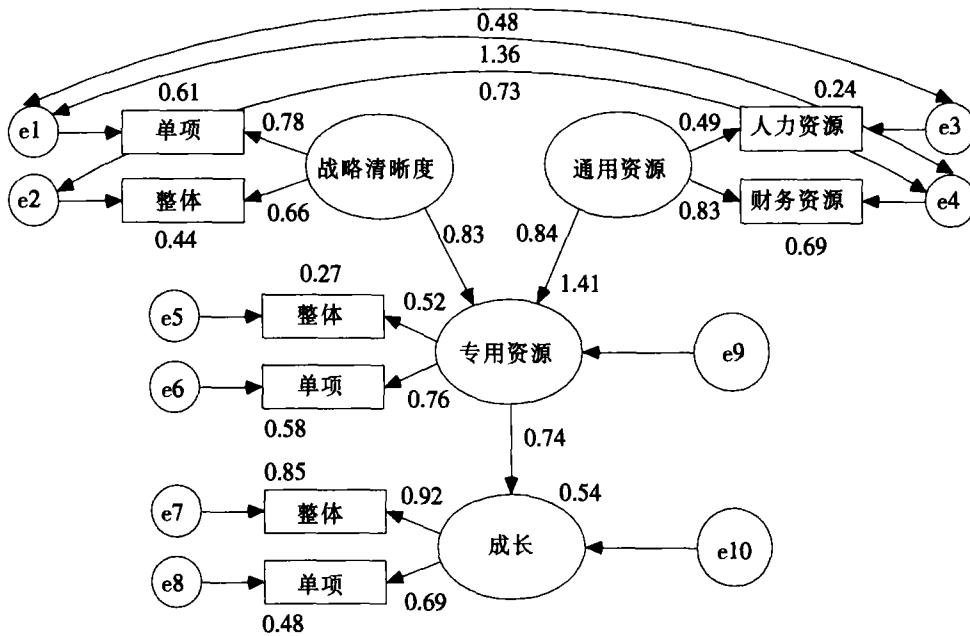 0.48
1.36
0.61
0.73
0.24
e1
单项
0.78
0.49
人力资源
e3
战略清晰度
通用资源
e2
整体
0.66
0.83
财务资源
e4
0.44
0.83
0.84
0.69
0.27
1.41
e5
整体
0.52
专用资源
e9
e6
单项
0.76
0.58
0.74
0.85
0.92
0.54
e7
整体
成长
e10
e8
单项
0.69
0.48